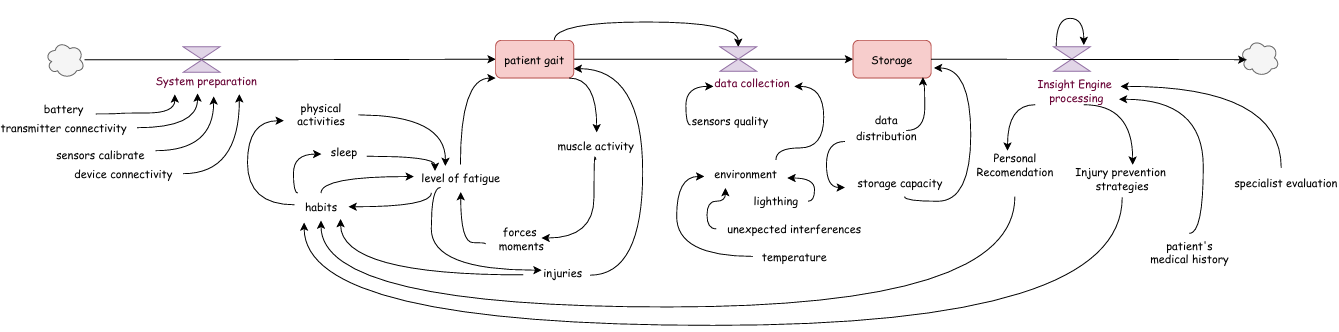 patient gait
Storage
System preparation
data collection
Insight Engine
processing
battery
transmitter connectivity
sensors calibrate
device connectivity
physical
activities
sleep
level of fatigue
habits
forces
moments
injuries
muscle activity
sensors quality
environment
lighthing
unexpected interferences
temperature
data
distribution
storage capacity
Personal
Recomendation
Injury prevention
strategies
specialist evaluation
patient's
medical history